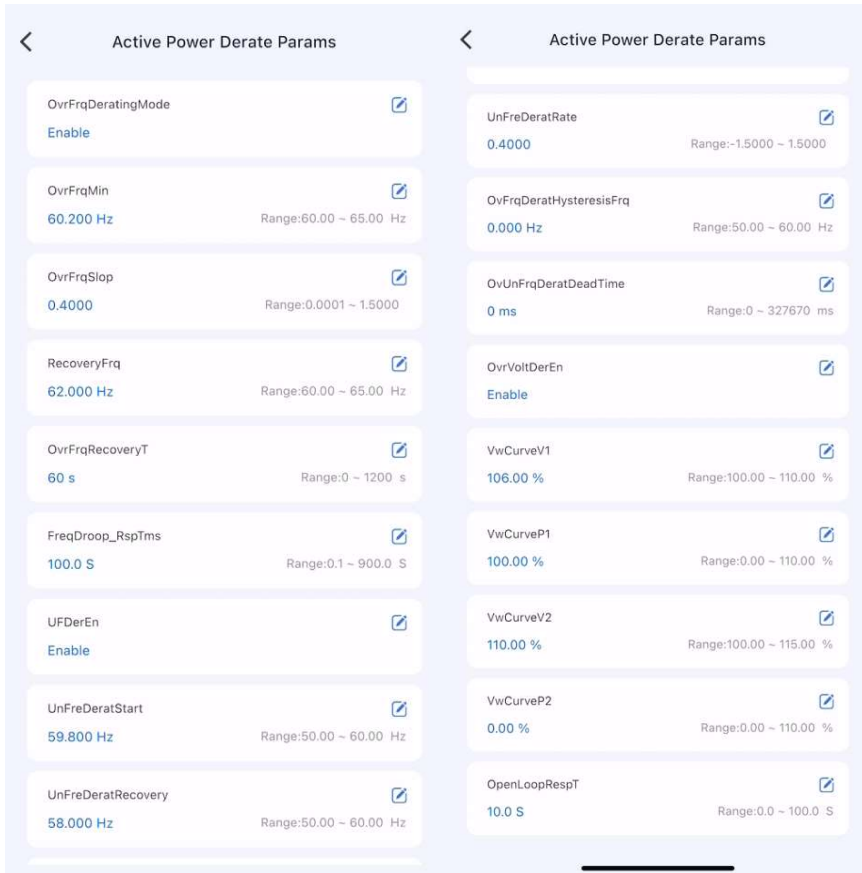 Active Power Derate Params
OvrFrqDeratingMode
Enable
OvrFrqMin
60.200 Hz Range:60.00 ~ 65.00 Hz
OvrFrqSlop
0.4000 Range:0.0001 ~ 1.5000
RecoveryFrq
62.000 Hz Range:60.00 ~ 65.00 Hz
OvrFrqRecoveryT
60 s Range:0 ~ 1200 s
FreqDroop_RspTms
100.0 S Range:0.1 ~ 900.0 S
UFDerEn
Enable
UnFreDeratStart
59.800 Hz Range:50.00 ~ 60.00 Hz
UnFreDeratRecovery
58.000 Hz Range:50.00 ~ 60.00 Hz
Active Power Derate Params
UnFreDeratRate
0.4000 Range:-1.5000 ~ 1.5000
OvFrqDeratHysteresisFrq
0.000 Hz Range:50.00 ~ 60.00 Hz
OvUnFrqDeratDeadTime
0 ms Range:0 ~ 327670 ms
OvrVoltDerEn
Enable
VwCurveV1
106.00 % Range:100.00 ~ 110.00 %
VwCurveP1
100.00 % Range:0.00 ~ 110.00 %
VwCurveV2
110.00 % Range:100.00 ~ 115.00 %
VwCurveP2
0.00 % Range:0.00 ~ 110.00 %
OpenLoopRespT
10.0 S Range:0.0 ~ 100.0 S